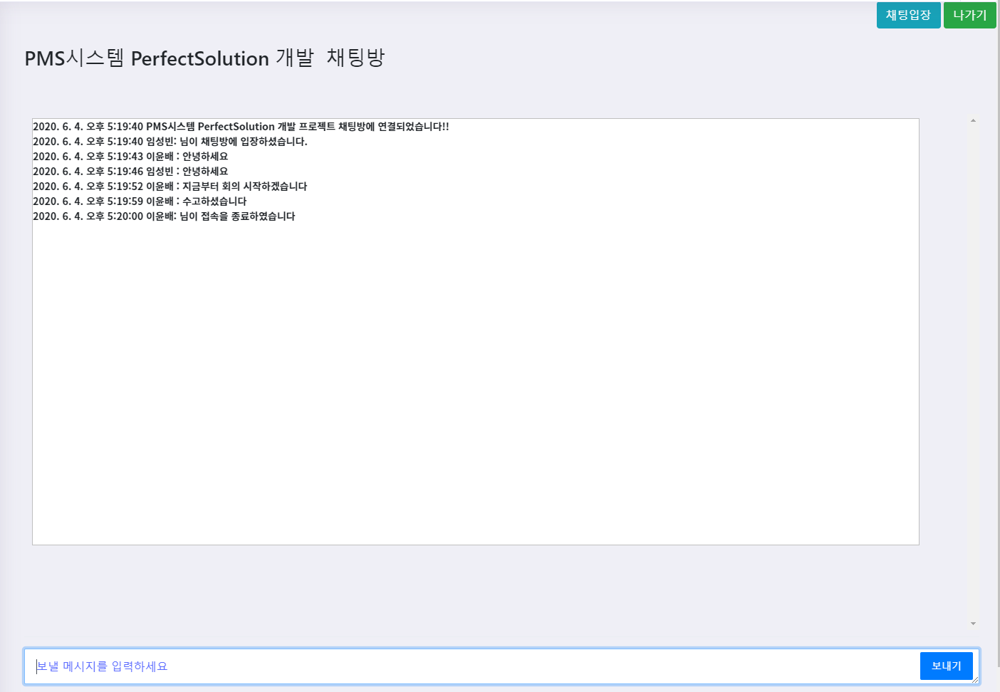 채팅입장 나가기
PMS시스템 PerfectSolution 개발 채팅방
2020. 6. 4. 오후 5:19:40 PMS시스템 PerfectSolution 개발 프로젝트 채팅방에 연결되었습니다!!
2020. 6. 4. 오후 5:19:40 임성빈: 님이 채팅방에 입장하셨습니다.
2020. 6. 4. 오후 5:19:43 이윤배 : 안녕하세요
2020. 6. 4. 오후 5:19:46 임성빈 : 안녕하세요
2020. 6. 4. 오후 5:19:52 이윤배 : 지금부터 회의 시작하겠습니다
2020. 6. 4. 오후 5:19:59 이윤배 : 수고하셨습니다
2020. 6. 4. 오후 5:20:00 이윤배: 님이 접속을 종료하였습니다
보낼 메시지를 입력하세요 보내기